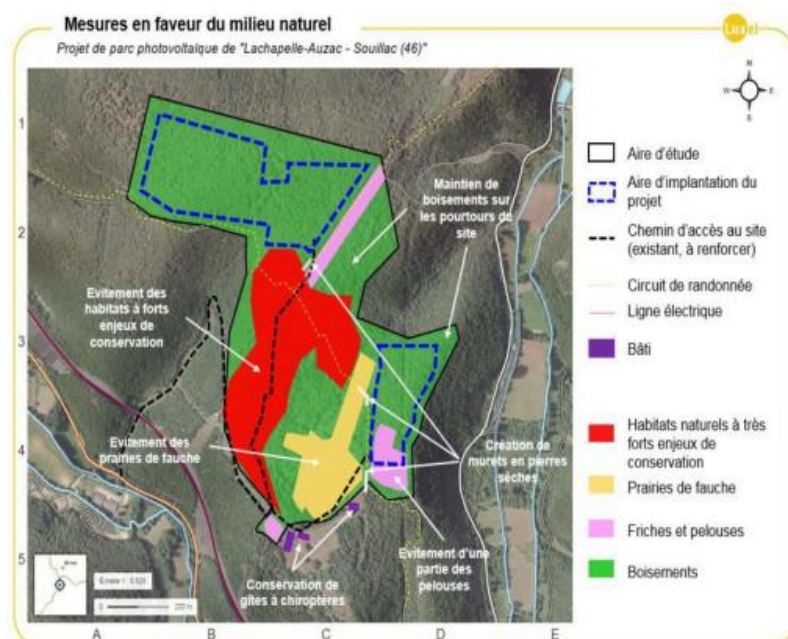 Mesures en faveur du milieu naturel
Projet de parc photovoltaïque de "Lachapelle-Auzac - Souillac (46)"
Luxel
N
W
E
S
1
2
3
4
5
A
B
C
D
E
Maintien de
boisements sur
les pourtours du
site
Evitement des
habitats à forts
enjeux de
conservation
Evitement des
prairies de fauche
Création de
murets en pierres
sèches
Evitement d'une
partie des
pelouses
Conservation de
gîtes à chiroptères
Aire d'étude
Aire d'implantation du
projet
Chemin d'accès au site
(existant, à renforcer)
Circuit de randonnée
Ligne électrique
Bâti
Habitats naturels à très
forts enjeux de
conservation
Prairies de fauche
Friches et pelouses
Boisements